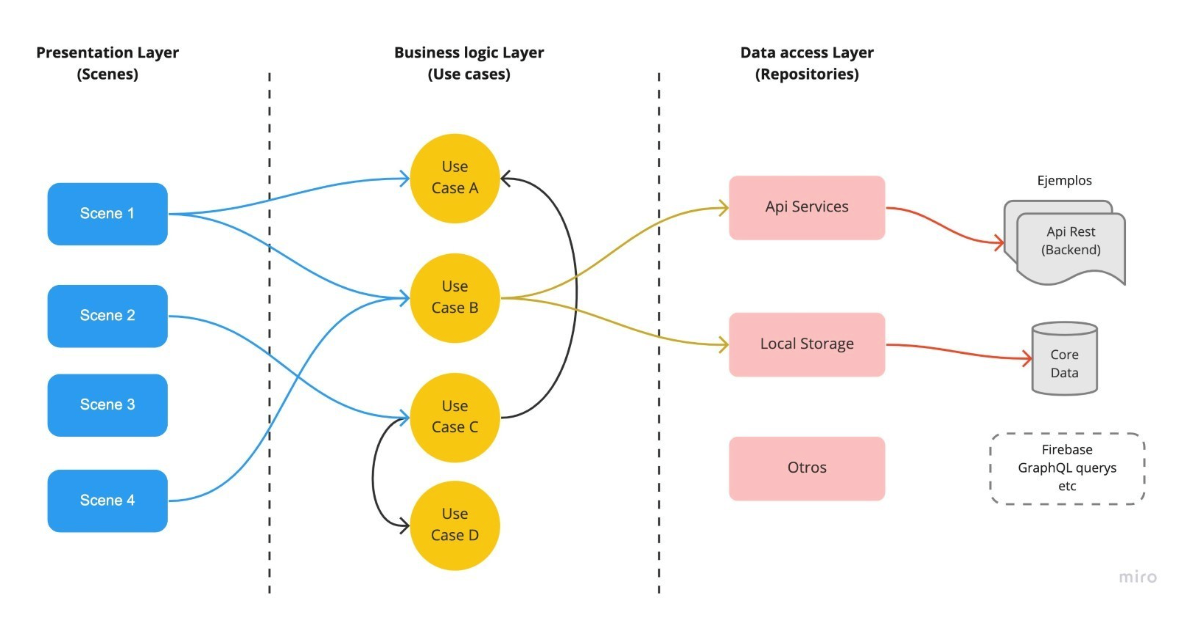 Presentation Layer
(Scenes)
Business logic Layer
(Use cases)
Data access Layer
(Repositories)
Scene 1
Scene 2
Scene 3
Scene 4
Use
Case A
Use
Case B
Use
Case C
Use
Case D
Api Services
Local Storage
Otros
Ejemplos
Api Rest
(Backend)
Core
Data
Firebase
GraphQL querys
etc
miro